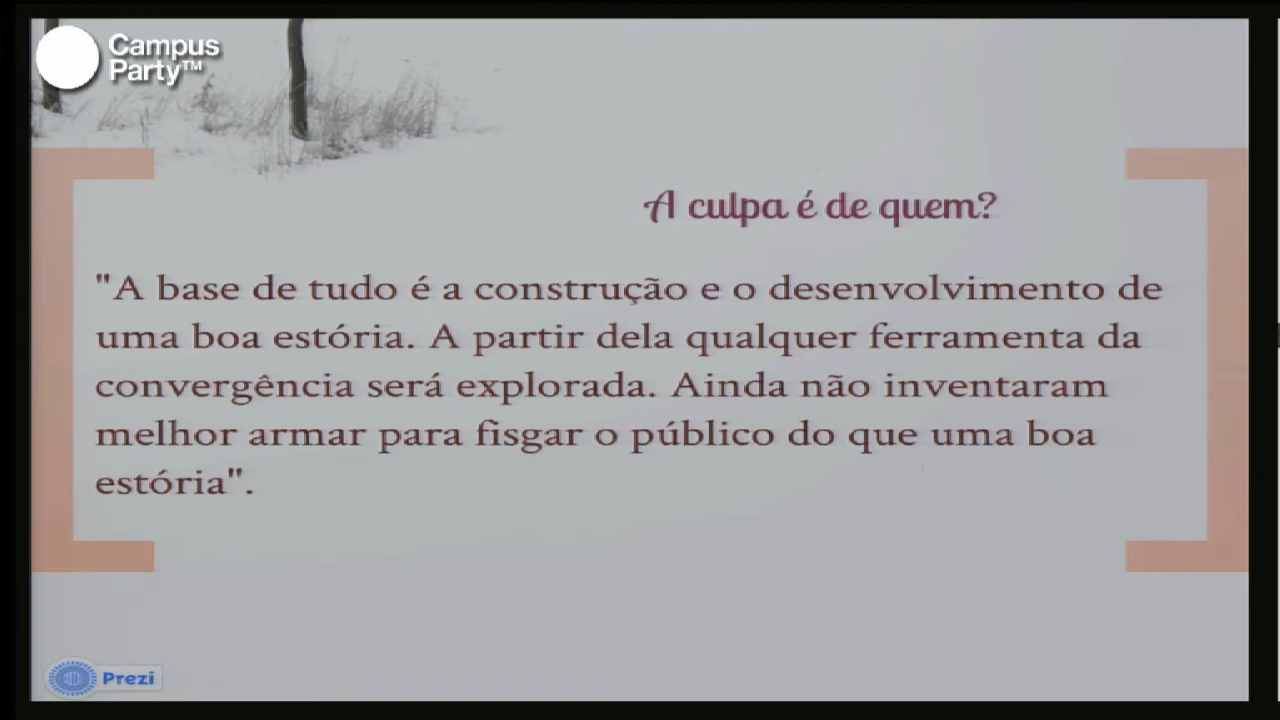 Campus
Party™
A culpa é de quem?
"A base de tudo é a construção e o desenvolvimento de
uma boa estória. A partir dela qualquer ferramenta da
convergência será explorada. Ainda não inventaram
melhor armar para fisgar o público do que uma boa
estória".
Prezi